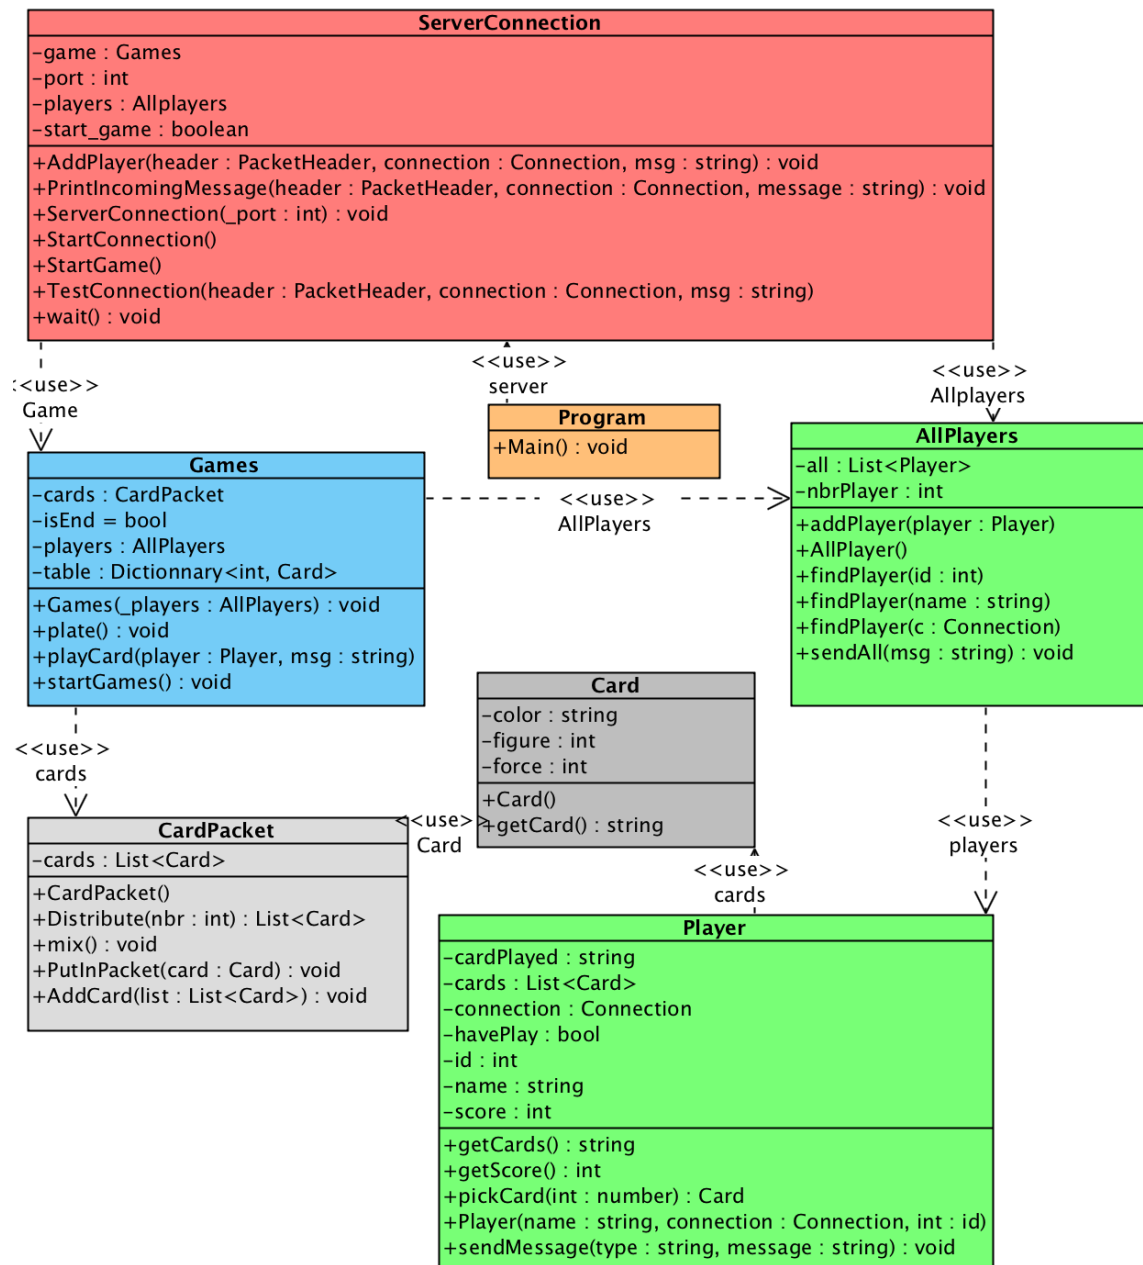 ServerConnection
-game : Games
-port : int
-players : Allplayers
-start_game : boolean
+AddPlayer(header : PacketHeader, connection : Connection, msg : string) : void
+PrintIncomingMessage(header : PacketHeader, connection : Connection, message : string) : void
+ServerConnection(_port : int) : void
+StartConnection()
+StartGame()
+TestConnection(header : PacketHeader, connection : Connection, msg : string)
+wait() : void
<<use>>
Game
<<use>>
server
<<use>>
Allplayers
Program
+Main() : void
Games
-cards : CardPacket
-isEnd = bool
-players : AllPlayers
-table : Dictionnary<int, Card>
+Games(_players : AllPlayers) : void
+plate() : void
+playCard(player : Player, msg : string)
+startGames() : void
<<use>>
AllPlayers
AllPlayers
-all : List<Player>
-nbrPlayer : int
+addPlayer(player : Player)
+AllPlayer()
+findPlayer(id : int)
+findPlayer(name : string)
+findPlayer(c : Connection)
+sendAll(msg : string) : void
<<use>>
cards
Card
-color : string
-figure : int
-force : int
+Card()
+getCard() : string
<<use>>
Card
CardPacket
-cards : List<Card>
+CardPacket()
+Distribute(nbr : int) : List<Card>
+mix() : void
+PutInPacket(card : Card) : void
+AddCard(list : List<Card>) : void
<<use>>
cards
<<use>>
players
Player
-cardPlayed : string
-cards : List<Card>
-connection : Connection
-havePlay : bool
-id : int
-name : string
-score : int
+getCards() : string
+getScore() : int
+pickCard(int : number) : Card
+Player(name : string, connection : Connection, int : id)
+sendMessage(type : string, message : string) : void